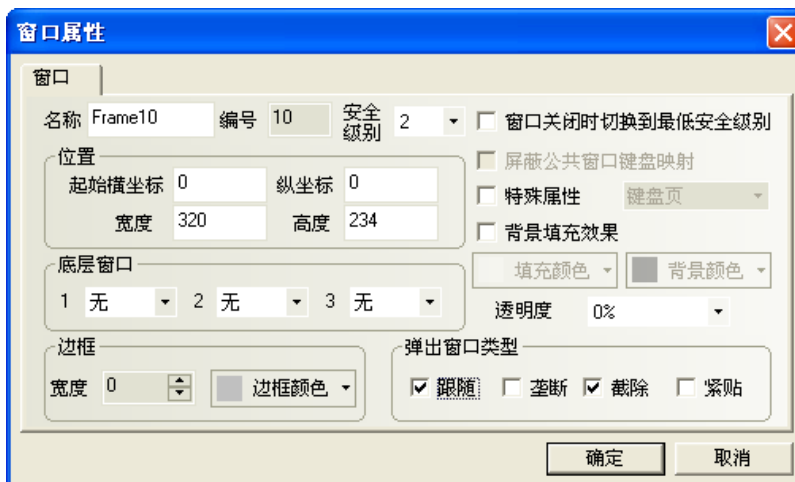 窗口属性
窗口
名称 Frame10 编号 10 安全级别 2 窗口关闭时切换到最低安全级别
位置 屏蔽公共窗口键盘映射
起始横坐标 0 纵坐标 0 特殊属性 键盘页
宽度 320 高度 234 背景填充效果
底层窗口 填充颜色 背景颜色
1 无 2 无 3 无 透明度 0%
边框 弹出窗口类型
宽度 0 边框颜色 跟随 垄断 截除 紧贴
确定 取消